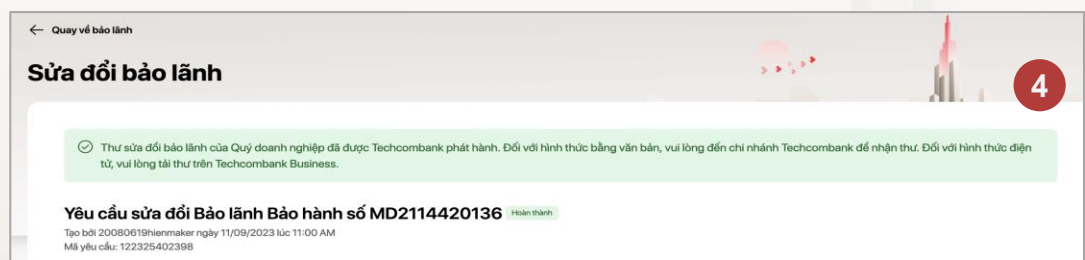 ← Quay về bảo lãnh
Sửa đổi bảo lãnh
4
Thư sửa đổi bảo lãnh của Quý doanh nghiệp đã được Techcombank phát hành. Đối với hình thức bằng văn bản, vui lòng đến chi nhánh Techcombank để nhận thư. Đối với hình thức điện
tử, vui lòng tải thư trên Techcombank Business.
Yêu cầu sửa đổi Bảo lãnh Bảo hành số MD2114420136 Hoàn thành
Tạo bởi 20080619hienmaker ngày 11/09/2023 lúc 11:00 AM
Mã yêu cầu: 122325402398